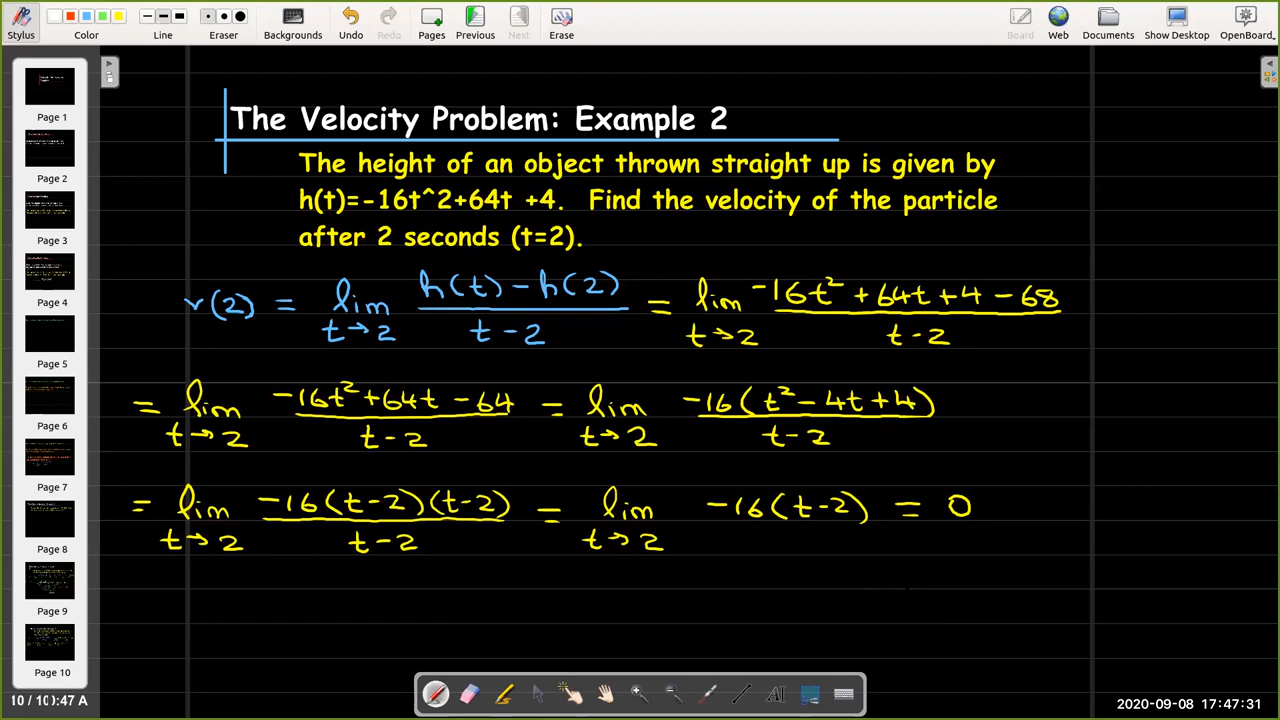 Stylus Color Line Eraser Backgrounds Undo Redo Pages Previous Next Erase Board Web Documents Show Desktop OpenBoard
Page 1
Page 2
Page 3
Page 4
Page 5
Page 6
Page 7
Page 8
Page 9
Page 10
The Velocity Problem: Example 2
The height of an object thrown straight up is given by
h(t)=-16t^2+64t +4. Find the velocity of the particle
after 2 seconds (t=2).
v(2) = lim t→2 (h(t) - h(2))/(t - 2) = lim t→2 (-16t² + 64t + 4 - 68)/(t - 2)
= lim t→2 (-16t² + 64t - 64)/(t - 2) = lim t→2 (-16(t² - 4t + 4))/(t - 2)
= lim t→2 (-16(t-2)(t-2))/(t - 2) = lim t→2 -16(t-2) = 0
2020-09-08 17:47:31